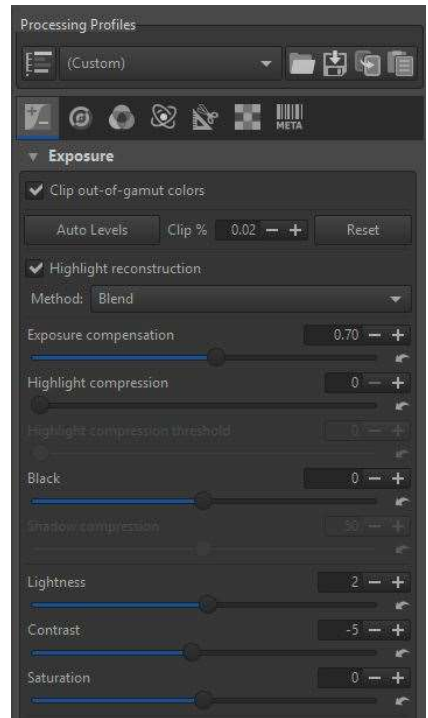 Processing Profiles
(Custom)
META
Exposure
Clip out-of-gamut colors
Auto Levels Clip % 0.02 Reset
Highlight reconstruction
Method: Blend
Exposure compensation 0.70
Highlight compression 0
Highlight compression threshold 0
Black 0
Shadow compression 50
Lightness 2
Contrast -5
Saturation 0